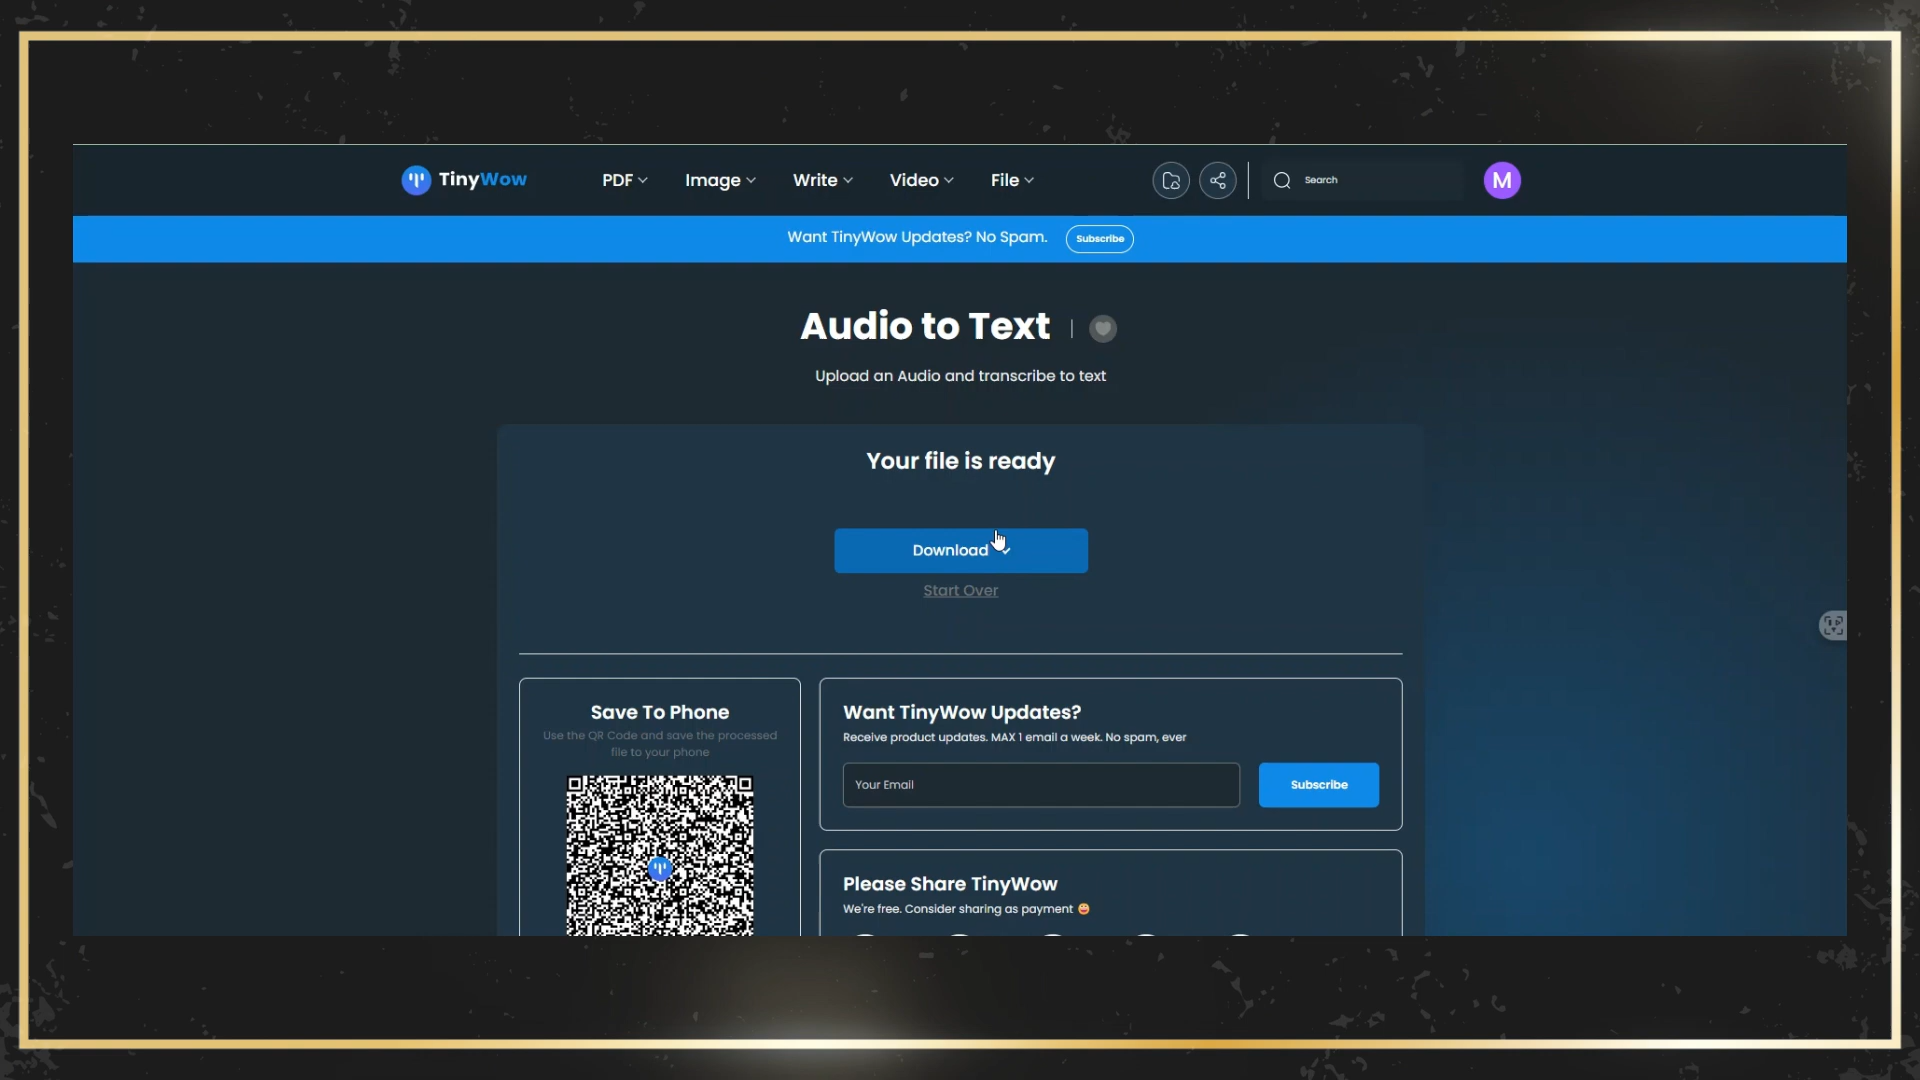 TinyWow
PDF
Image
Write
Video
File
Search
M
Want TinyWow Updates? No Spam.
Subscribe
Audio to Text
Upload an Audio and transcribe to text
Your file is ready
Download
Start Over
Save To Phone
Use the QR Code and save the processed
file to your phone
Want TinyWow Updates?
Receive product updates. MAX 1 email a week. No spam, ever
Your Email
Subscribe
Please Share TinyWow
We're free. Consider sharing as payment 😀